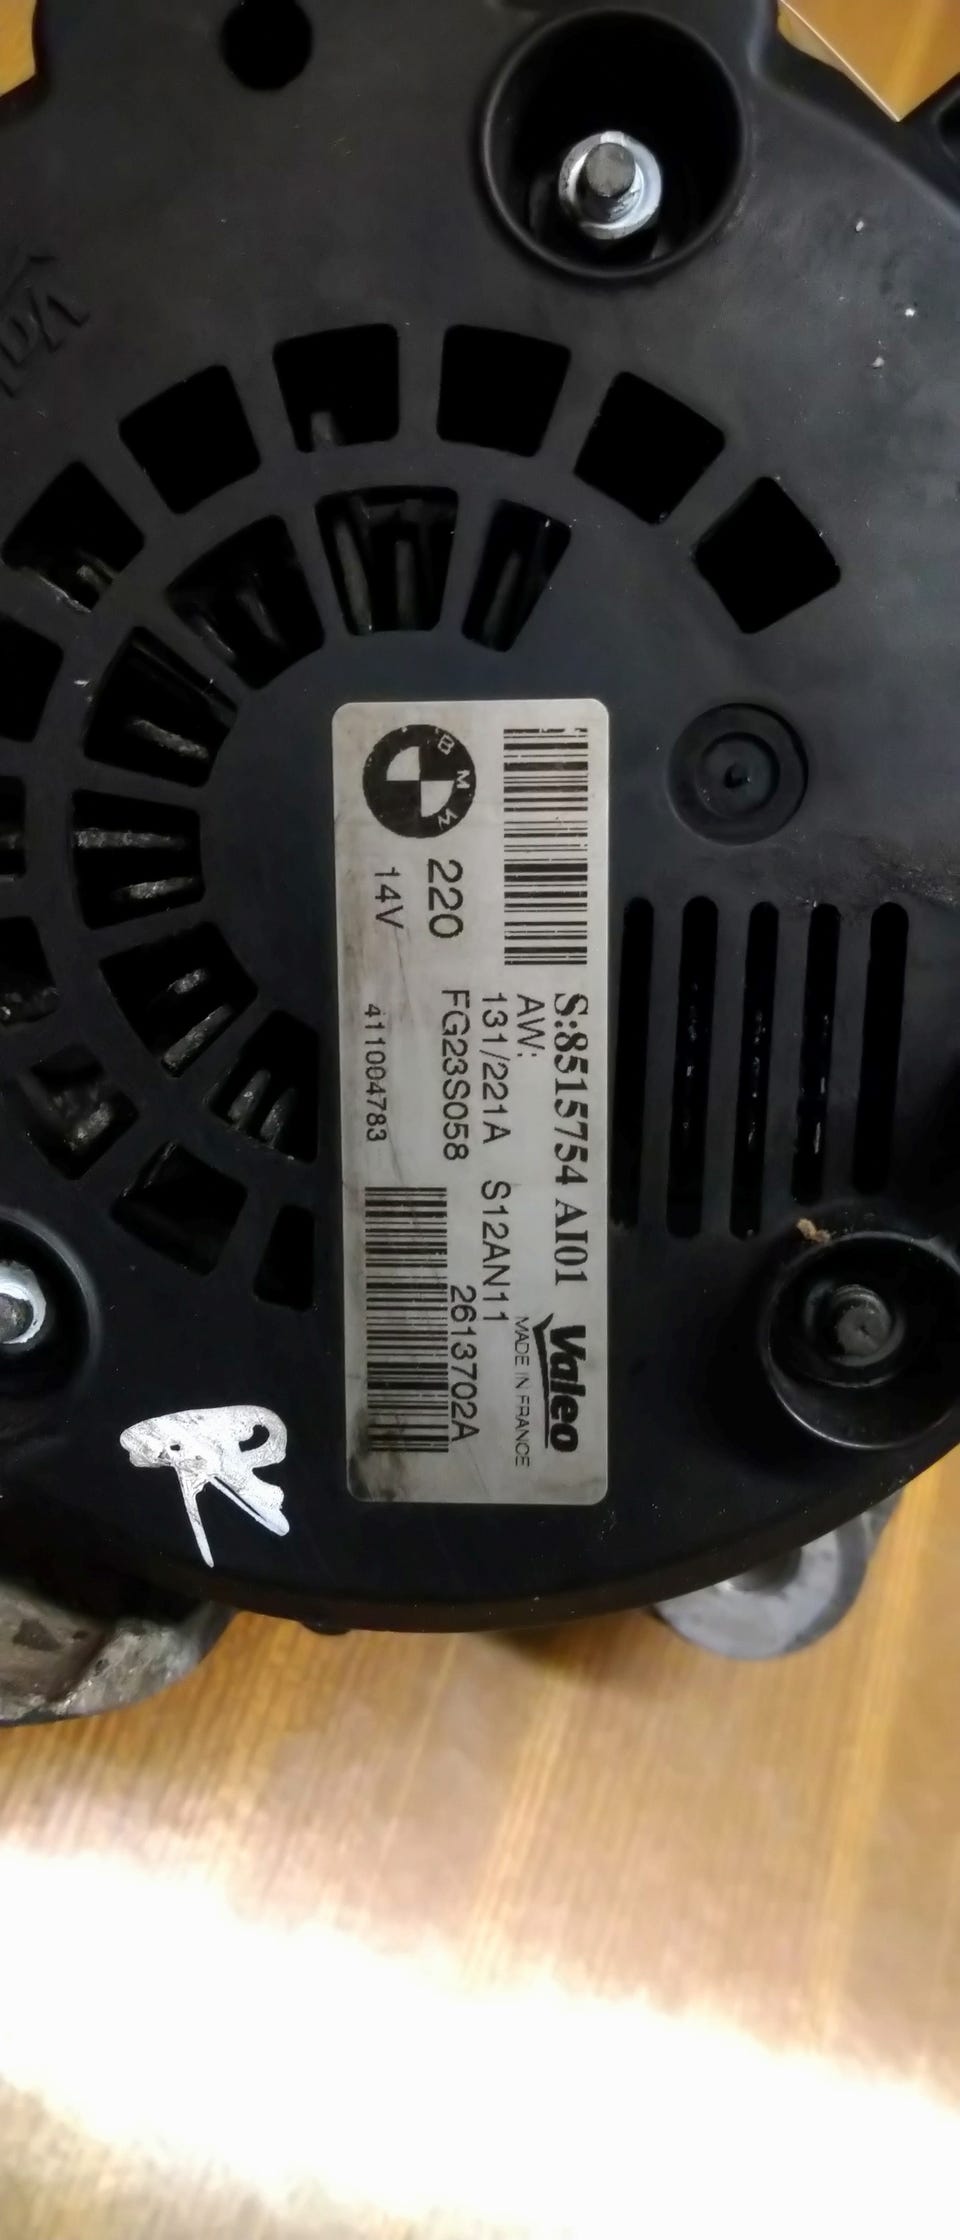 S:8515754 AI01
AW:
131/221A S12AN11
FG23S058
2613702A
Valeo
MADE IN FRANCE
BMW
220
14V
411004783
R